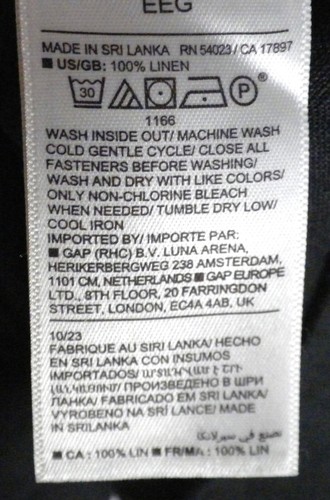 EEG
MADE IN SRI LANKA RN 54023/ CA 17897
■ US/GB: 100% LINEN
30 P ®
1166
WASH INSIDE OUT/ MACHINE WASH
COLD GENTLE CYCLE/ CLOSE ALL
FASTENERS BEFORE WASHING/
WASH AND DRY WITH LIKE COLORS/
ONLY NON-CHLORINE BLEACH
WHEN NEEDED/ TUMBLE DRY LOW/
COOL IRON
IMPORTED BY/ IMPORTE PAR:
■ GAP (RHC) B.V. LUNA ARENA,
HERIKERBERGWEG 238 AMSTERDAM,
1101 CM, NETHERLANDS ■ GAP EUROPE
LTD., 8TH FLOOR, 20 FARRINGDON
STREET, LONDON, EC4A 4AB, UK
10/23
FABRIQUE AU SIRI LANKA/ HECHO
EN SRI LANKA CON INSUMOS
IMPORTADOS/
ПРОИЗВЕДЕНО В ШРИ
ЛАНКА/ FABRICADO EM SRI LANKA/
VYROBENO NA SRÍ LANCE/ MADE
IN SRILANKA
صنع في سيرلانكا
■ CA : 100% LIN ■ FR/MA : 100% LIN